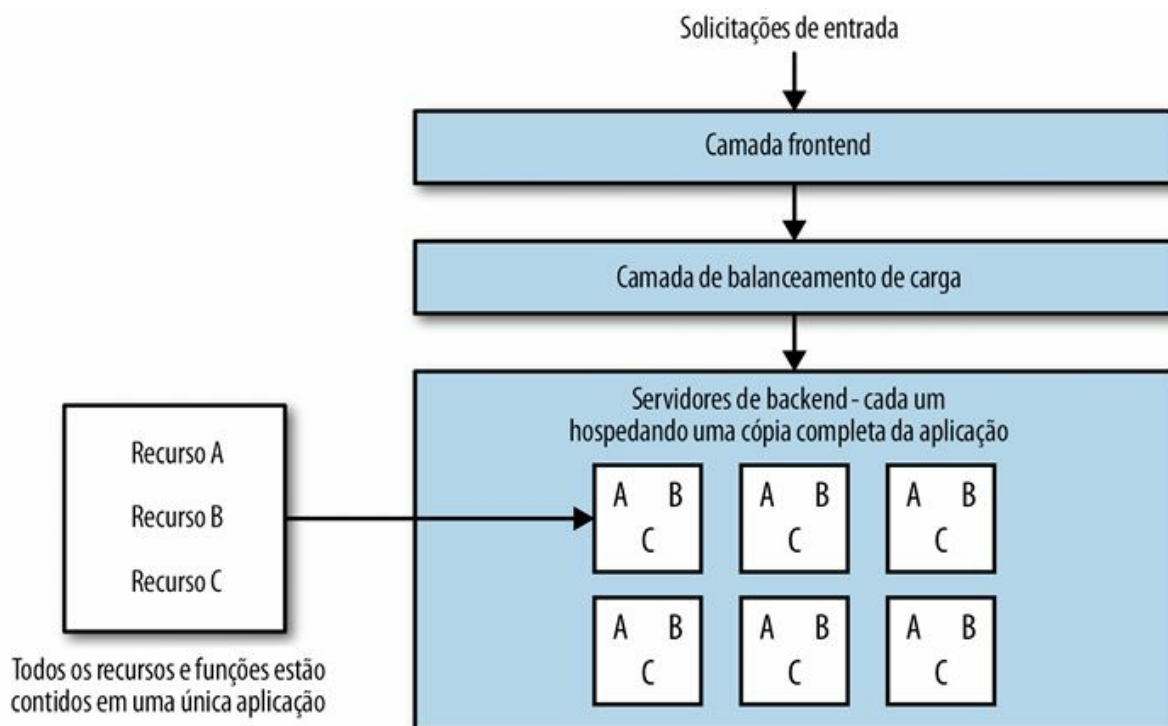 Solicitações de entrada
Camada frontend
Camada de balanceamento de carga
Servidores de backend - cada um
hospedando uma cópia completa da aplicação
Recurso A
Recurso B
Recurso C
Todos os recursos e funções estão
contidos em uma única aplicação
A B
C
A B
C
A B
C
A B
C
A B
C
A B
C